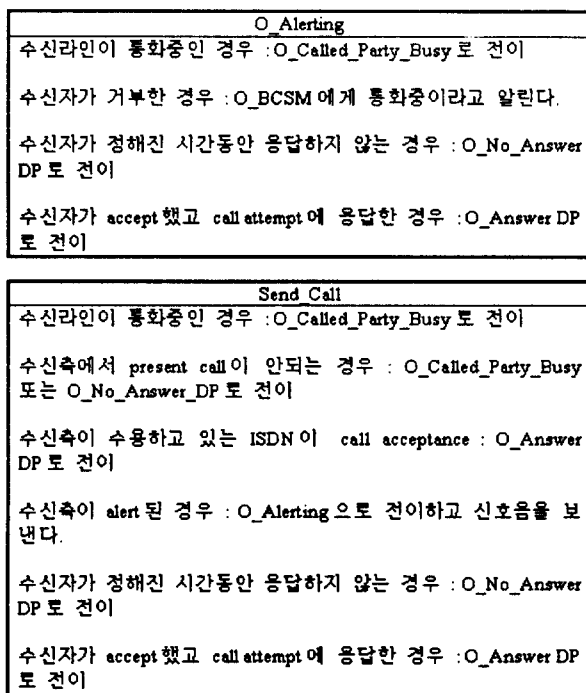 O_Alerting
수신라인이 통화중인 경우 :O_Called_Party_Busy 로 전이
수신자가 거부한 경우 :O_BCSM 에게 통화중이라고 알린다.
수신자가 정해진 시간동안 응답하지 않는 경우 :O_No_Answer
DP 로 전이
수신자가 accept 했고 call attempt 에 응답한 경우 :O_Answer DP
로 전이
Send_Call
수신라인이 통화중인 경우 :O_Called_Party_Busy 로 전이
수신측에서 present call 이 안되는 경우 : O_Called_Party_Busy
또는 O_No_Answer_DP 로 전이
수신측이 수용하고 있는 ISDN 이 call acceptance : O_Answer
DP 로 전이
수신측이 alert 된 경우 : O_Alerting 으로 전이하고 신호음을 보
낸다.
수신자가 정해진 시간동안 응답하지 않는 경우 :O_No_Answer
DP 로 전이
수신자가 accept 했고 call attempt 에 응답한 경우 :O_Answer DP
로 전이